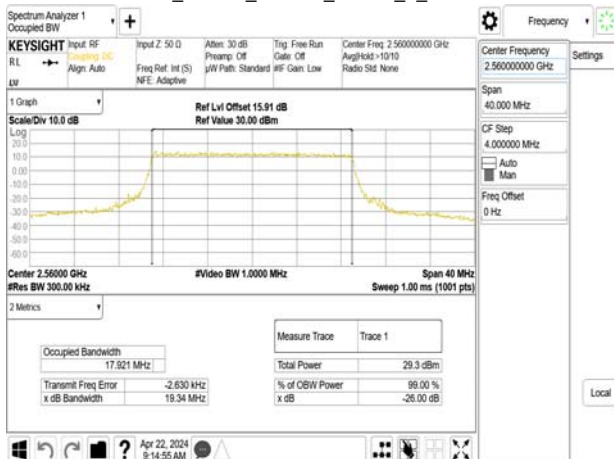 Spectrum Analyzer 1
Occupied BW
Frequency
KEYSIGHT
Input: RF
Coupling: DC
Align: Auto
Input Z: 50 Ω
Freq Ref: Int (S)
NFE: Adaptive
Atten: 30 dB
Preamp: Off
µW Path: Standard
Trig: Free Run
Gate: Off
#IF Gain: Low
Center Freq: 2.560000000 GHz
Avg|Hold:>10/10
Radio Std: None
RL
LV
Center Frequency
2.560000000 GHz
Settings
Span
40.000 MHz
CF Step
4.000000 MHz
Auto
Man
Freq Offset
0 Hz
Local
1 Graph
Scale/Div 10.0 dB
Ref Lvl Offset 15.91 dB
Ref Value 30.00 dBm
Log
20.0
10.0
0.00
-10.0
-20.0
-30.0
-40.0
-50.0
-60.0
Center 2.56000 GHz
#Video BW 1.0000 MHz
Span 40 MHz
#Res BW 300.00 kHz
Sweep 1.00 ms (1001 pts)
2 Metrics
Measure Trace Trace 1
Occupied Bandwidth
17.921 MHz
Total Power 29.3 dBm
Transmit Freq Error -2.630 kHz
% of OBW Power 99.00 %
x dB Bandwidth 19.34 MHz
x dB -26.00 dB
Apr 22, 2024
9:14:55 AM